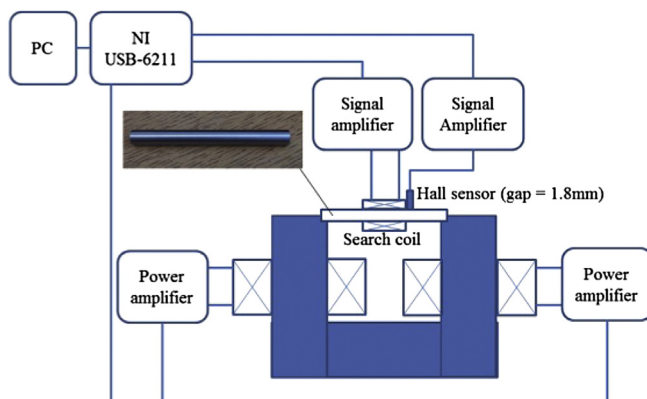 PC
NI
USB-6211
Signal
amplifier
Signal
Amplifier
Hall sensor (gap = 1.8mm)
Search coil
Power
amplifier
Power
amplifier